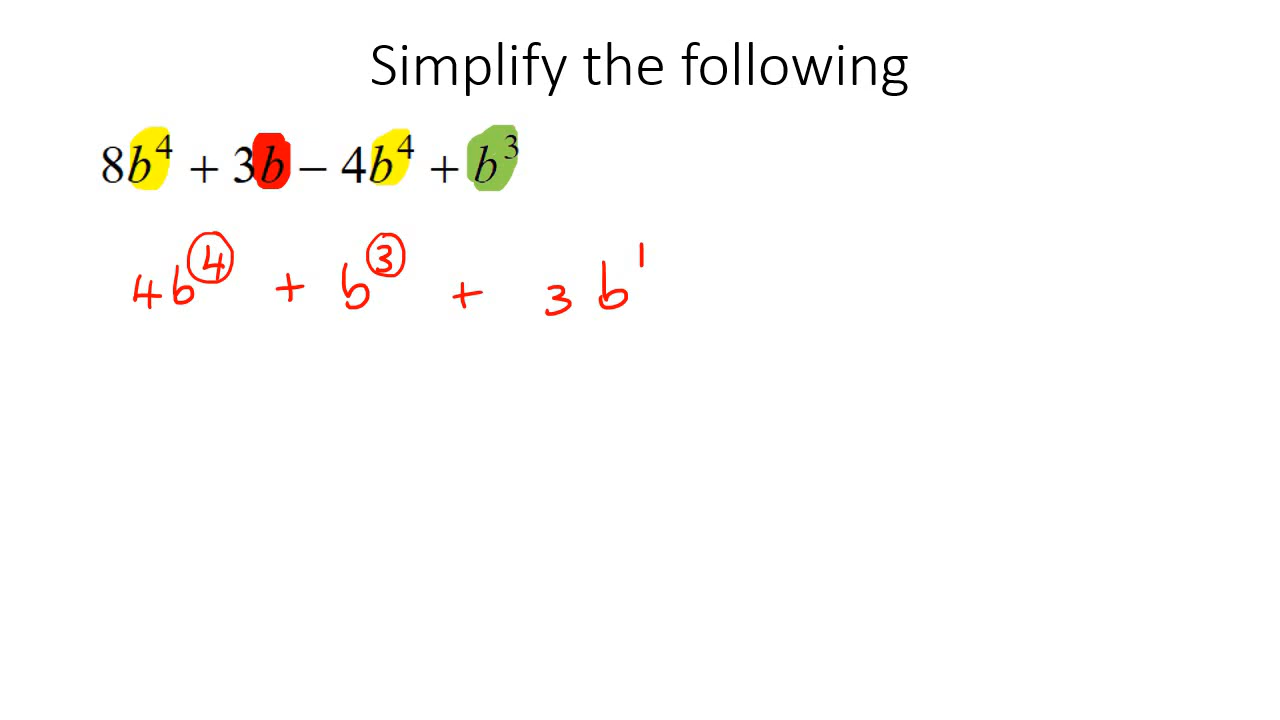 Simplify the following
8b⁴ + 3b − 4b⁴ + b³
4b⁴ + b³ + 3b¹